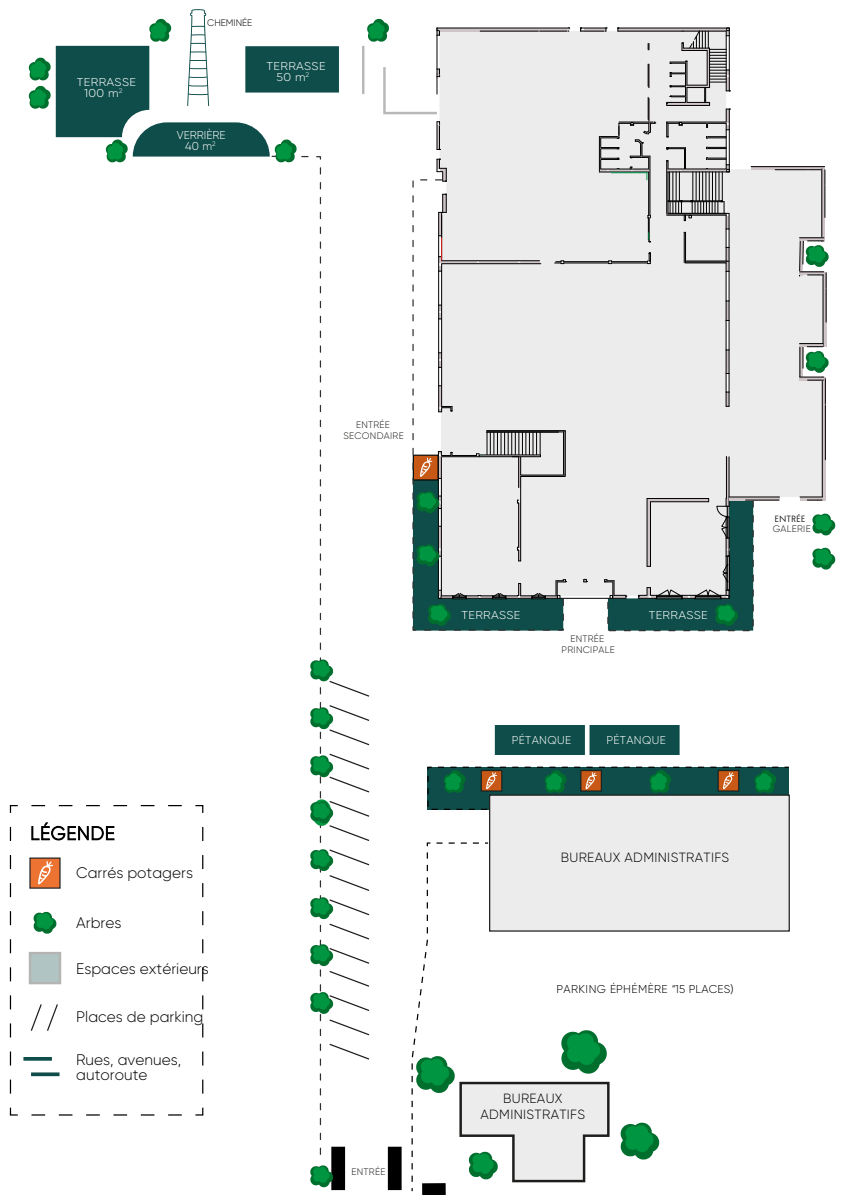 CHEMINÉE
TERRASSE
100 m²
TERRASSE
50 m²
VERRIÈRE
40 m²
ENTRÉE
SECONDAIRE
ENTRÉE
GALERIE
TERRASSE
TERRASSE
ENTRÉE
PRINCIPALE
PÉTANQUE
PÉTANQUE
BUREAUX ADMINISTRATIFS
LÉGENDE
Carrés potagers
Arbres
Espaces extérieurs
Places de parking
Rues, avenues,
autoroute
PARKING ÉPHÉMÈRE "15 PLACES)
BUREAUX
ADMINISTRATIFS
ENTRÉE